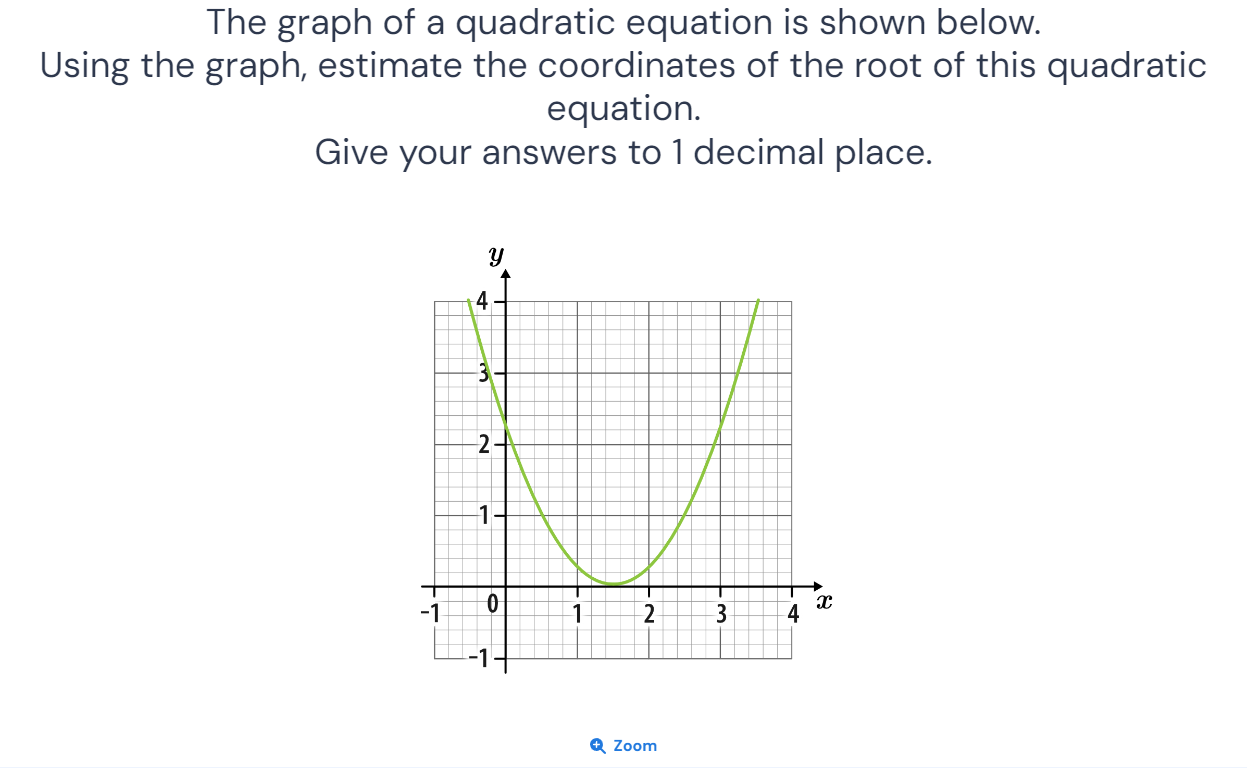 The graph of a quadratic equation is shown below.
Using the graph, estimate the coordinates of the root of this quadratic
equation.
Give your answers to 1 decimal place.
y
4
3
2
1
-1 0 1 2 3 4 x
-1
Zoom